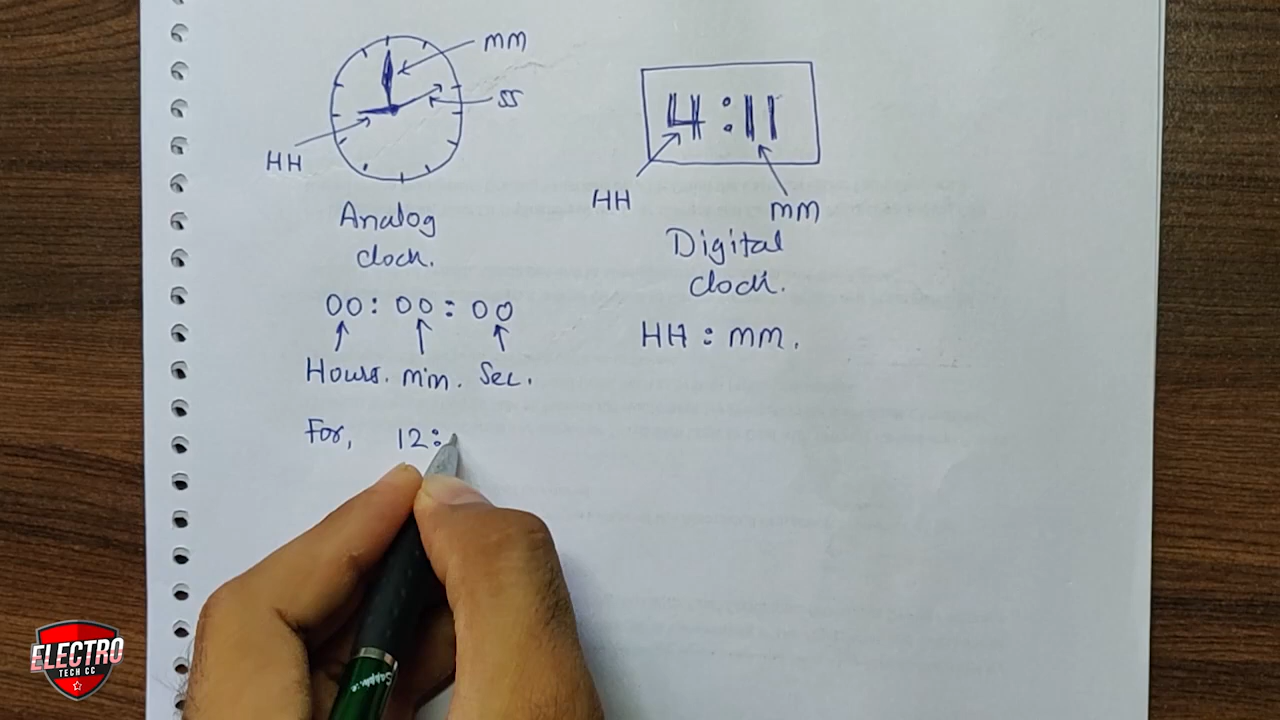 MM
SS
HH
Analog
clock.
00 : 00 : 00
Hours. min. Sec.
For, 12:
4:11
HH
MM
Digital
clock.
HH : MM.
ELECTRO
TECH CC